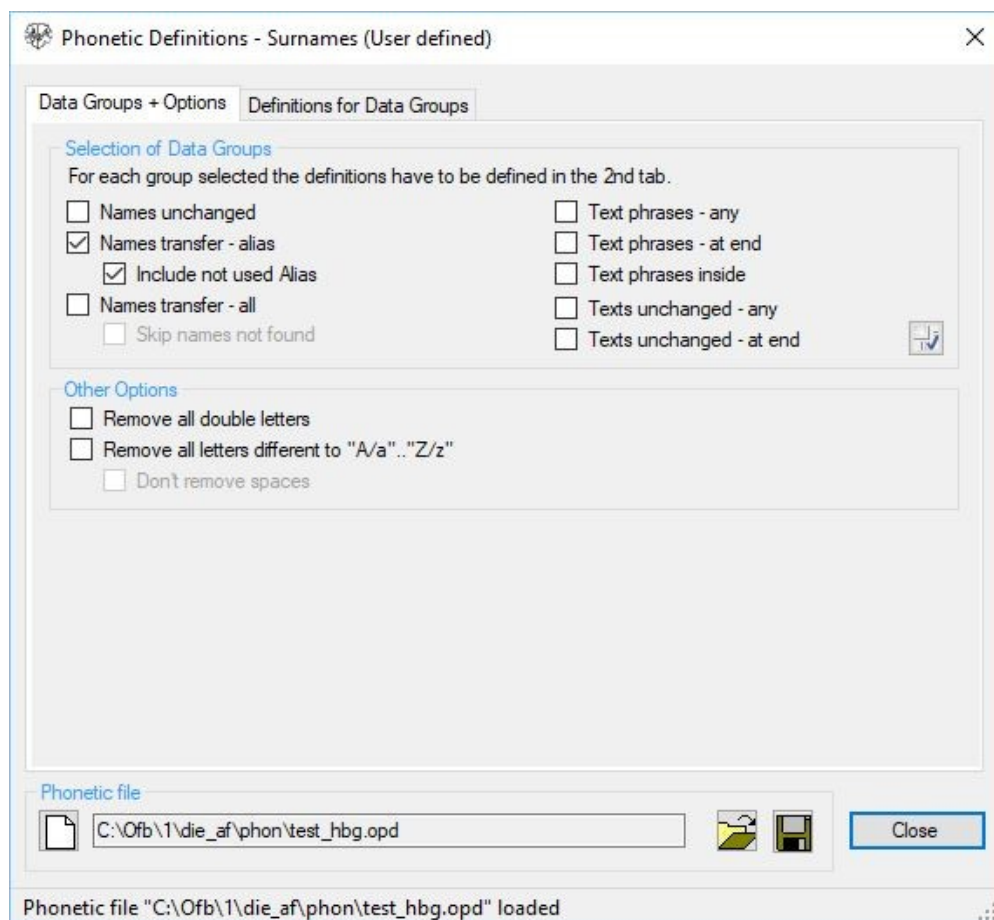 Phonetic Definitions - Surnames (User defined)
Data Groups + Options
Definitions for Data Groups
Selection of Data Groups
For each group selected the definitions have to be defined in the 2nd tab.
Names unchanged
Names transfer - alias
Include not used Alias
Names transfer - all
Skip names not found
Text phrases - any
Text phrases - at end
Text phrases inside
Texts unchanged - any
Texts unchanged - at end
Other Options
Remove all double letters
Remove all letters different to "A/a".."Z/z"
Don't remove spaces
Phonetic file
C:\Ofb\1\die_af\phon\test_hbg.opd
Close
Phonetic file "C:\Ofb\1\die_af\phon\test_hbg.opd" loaded